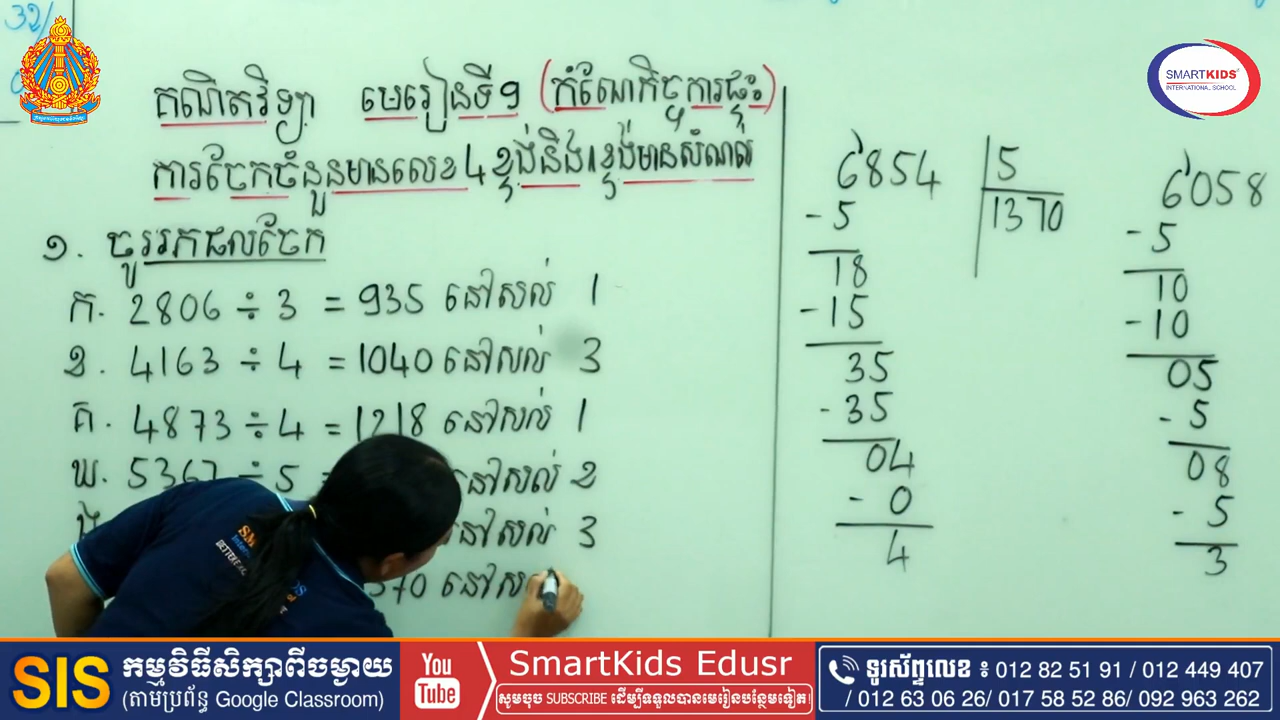 32/
SMARTKIDS
INTERNATIONAL SCHOOL
គណិតវិទ្យា មេរៀនទី១ (កំណែកិច្ចការផ្ទះ)
ការចែកចំនួនមានលេខ 4 ខ្ទង់និង 1 ខ្ទង់មានសំណល់
១. ចូររកផលចែក
ក. 2806 ÷ 3 = 935 នៅសល់ 1
ខ. 4163 ÷ 4 = 1040 នៅសល់ 3
គ. 4873 ÷ 4 = 1218 នៅសល់ 1
ឃ. 5367 ÷ 5 = នៅសល់ 2
ង នៅសល់ 3
370 នៅស
6854 5
-5 1370
18
-15
35
-35
04
- 0
4
6058
-5
10
-10
05
- 5
08
- 5
3
SIS កម្មវិធីសិក្សាពីចម្ងាយ
(តាមប្រព័ន្ធ Google Classroom)
You Tube
SmartKids Edusr
សូមចុច SUBSCRIBE ដើម្បីទទួលបានមេរៀនបន្ថែមទៀត!
ទូរស័ព្ទលេខ ៖ 012 82 51 91 / 012 449 407
/ 012 63 06 26/ 017 58 52 86/ 092 963 262